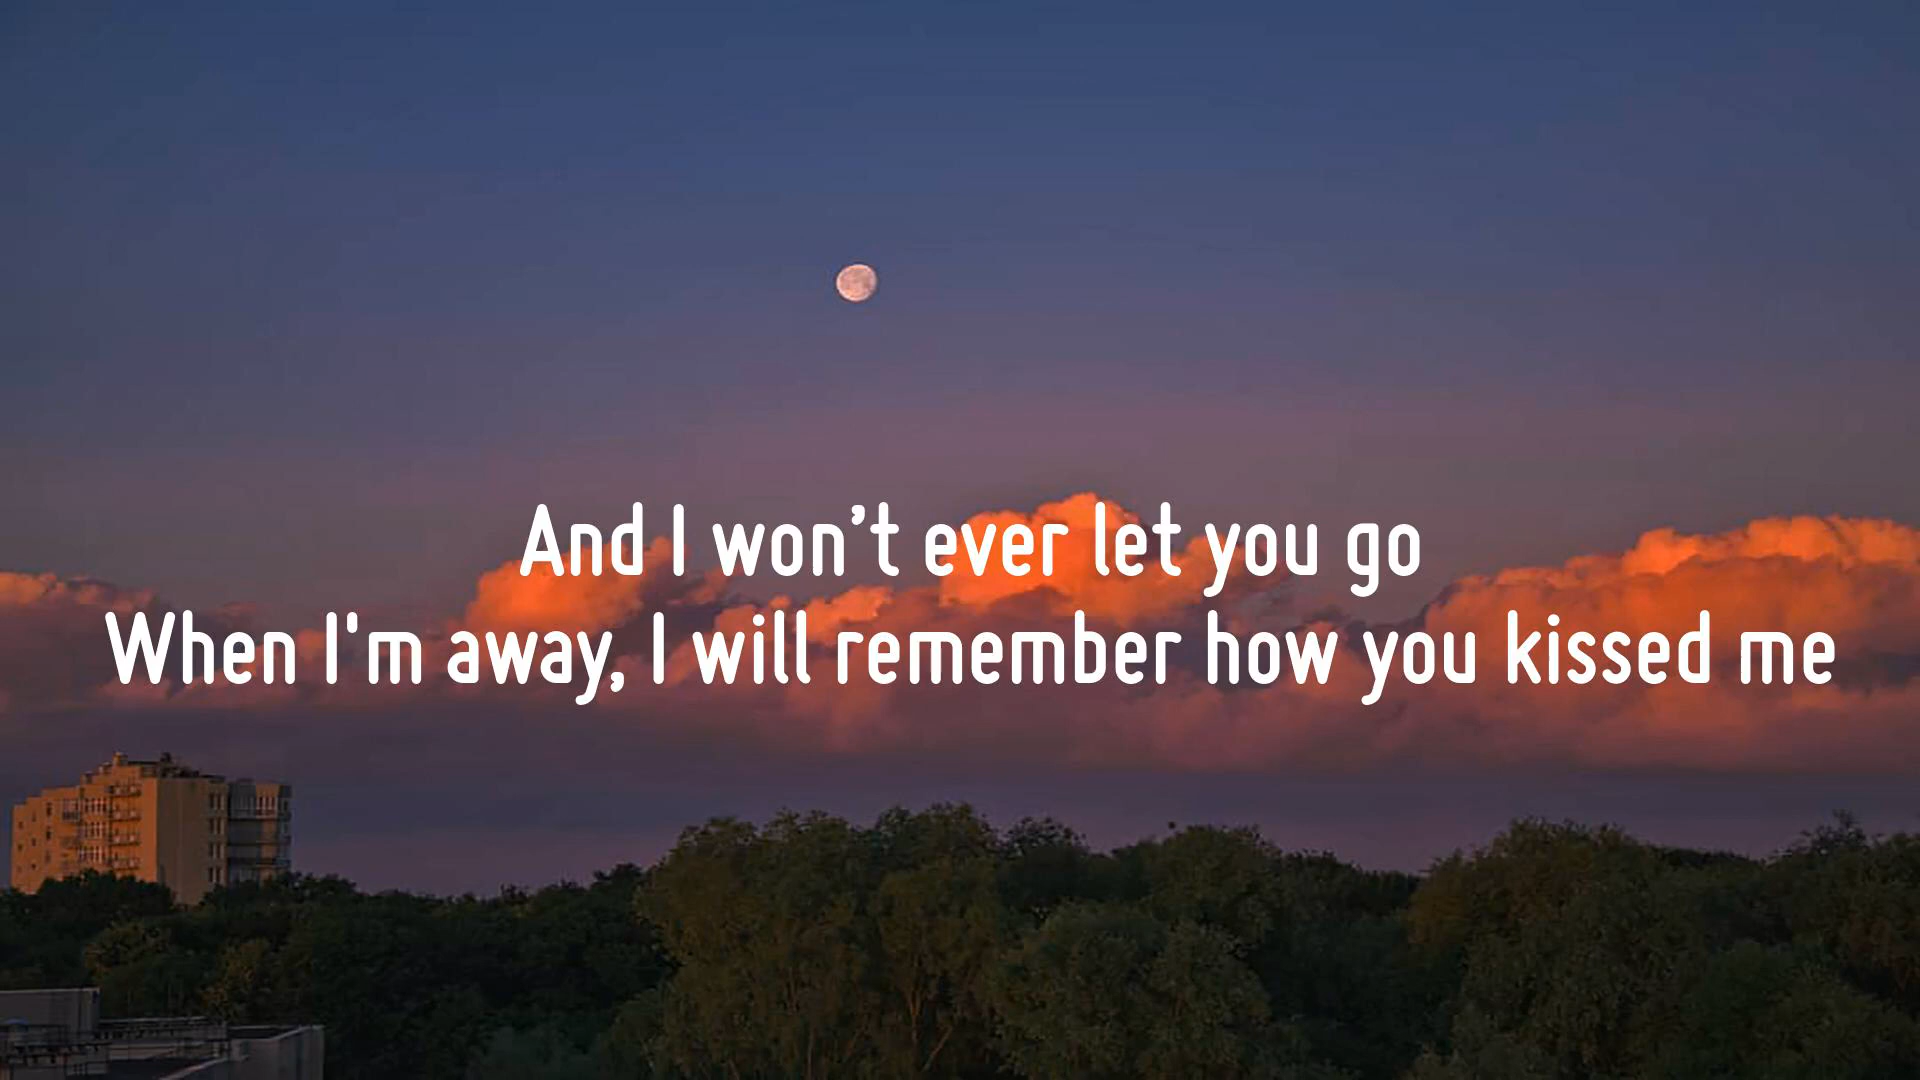 And I won’t ever let you go
When I'm away, I will remember how you kissed me